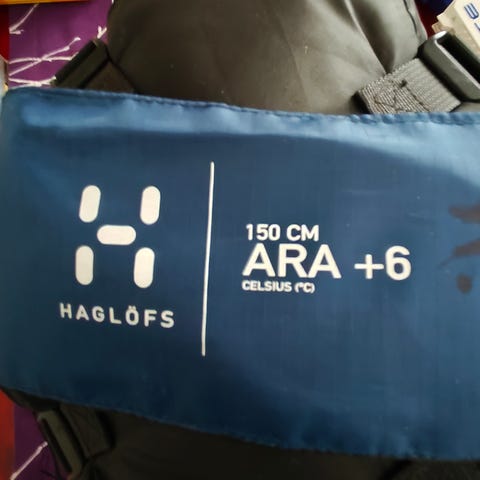 HAGLÖFS
150 CM
ARA +6
CELSIUS (°C)